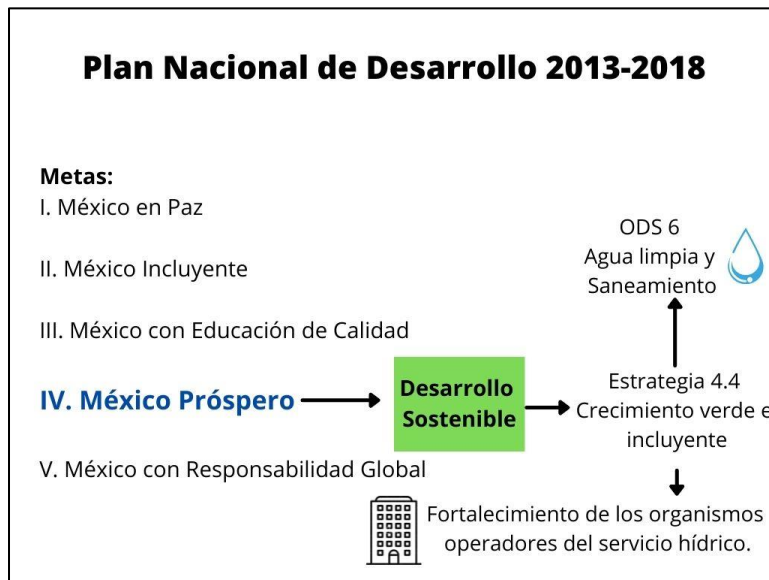 Plan Nacional de Desarrollo 2013-2018
Metas:
I. México en Paz
II. México Incluyente
III. México con Educación de Calidad
IV. México Próspero
V. México con Responsabilidad Global
Desarrollo
Sostenible
ODS 6
Agua limpia y
Saneamiento
Estrategia 4.4
Crecimiento verde e
incluyente
Fortalecimiento de los organismos
operadores del servicio hídrico.